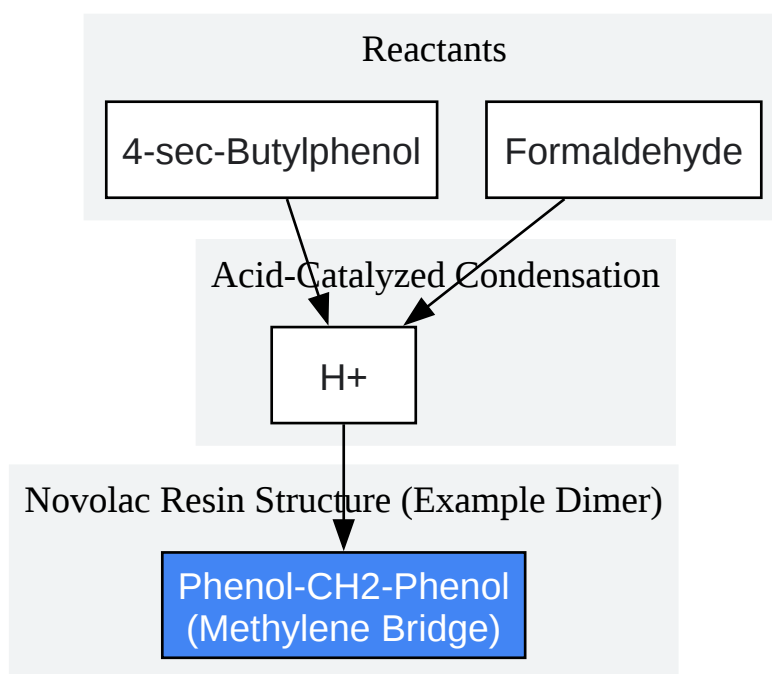 Reactants
4-sec-Butylphenol
Formaldehyde
Acid-Catalyzed Condensation
H+
Novolac Resin Structure (Example Dimer)
Phenol-CH2-Phenol
(Methylene Bridge)